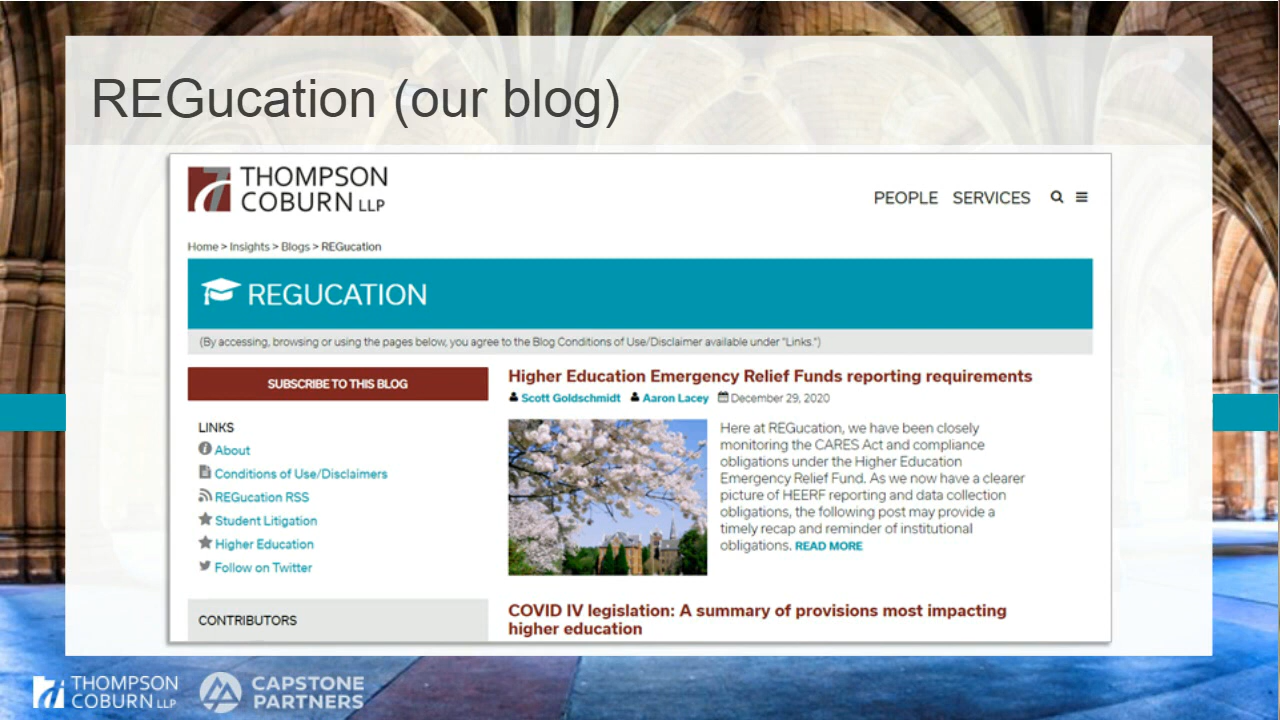 REGucation (our blog)
THOMPSON
COBURN LLP
PEOPLE SERVICES
Home > Insights > Blogs > REGucation
REGUCATION
(By accessing, browsing or using the pages below, you agree to the Blog Conditions of Use/Disclaimer available under "Links.")
SUBSCRIBE TO THIS BLOG
LINKS
About
Conditions of Use/Disclaimers
REGucation RSS
Student Litigation
Higher Education
Follow on Twitter
CONTRIBUTORS
Higher Education Emergency Relief Funds reporting requirements
Scott Goldschmidt Aaron Lacey December 29, 2020
Here at REGucation, we have been closely
monitoring the CARES Act and compliance
obligations under the Higher Education
Emergency Relief Fund. As we now have a clearer
picture of HEERF reporting and data collection
obligations, the following post may provide a
timely recap and reminder of institutional
obligations. READ MORE
COVID IV legislation: A summary of provisions most impacting
higher education
THOMPSON
COBURN LLP
CAPSTONE
PARTNERS